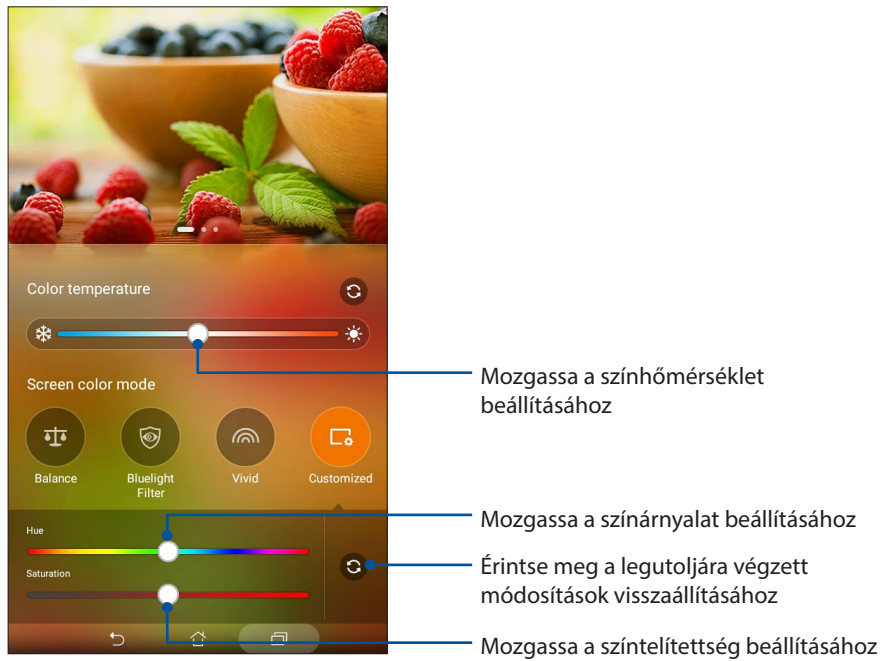 Color temperature
Mozgassa a színhőmérséklet
beállításához
Screen color mode
Balance
Bluelight
Filter
Vivid
Customized
Hue
Mozgassa a színárnyalat beállításához
Érintse meg a legutoljára végzett
módosítások visszaállításához
Saturation
Mozgassa a színtelítettség beállításához